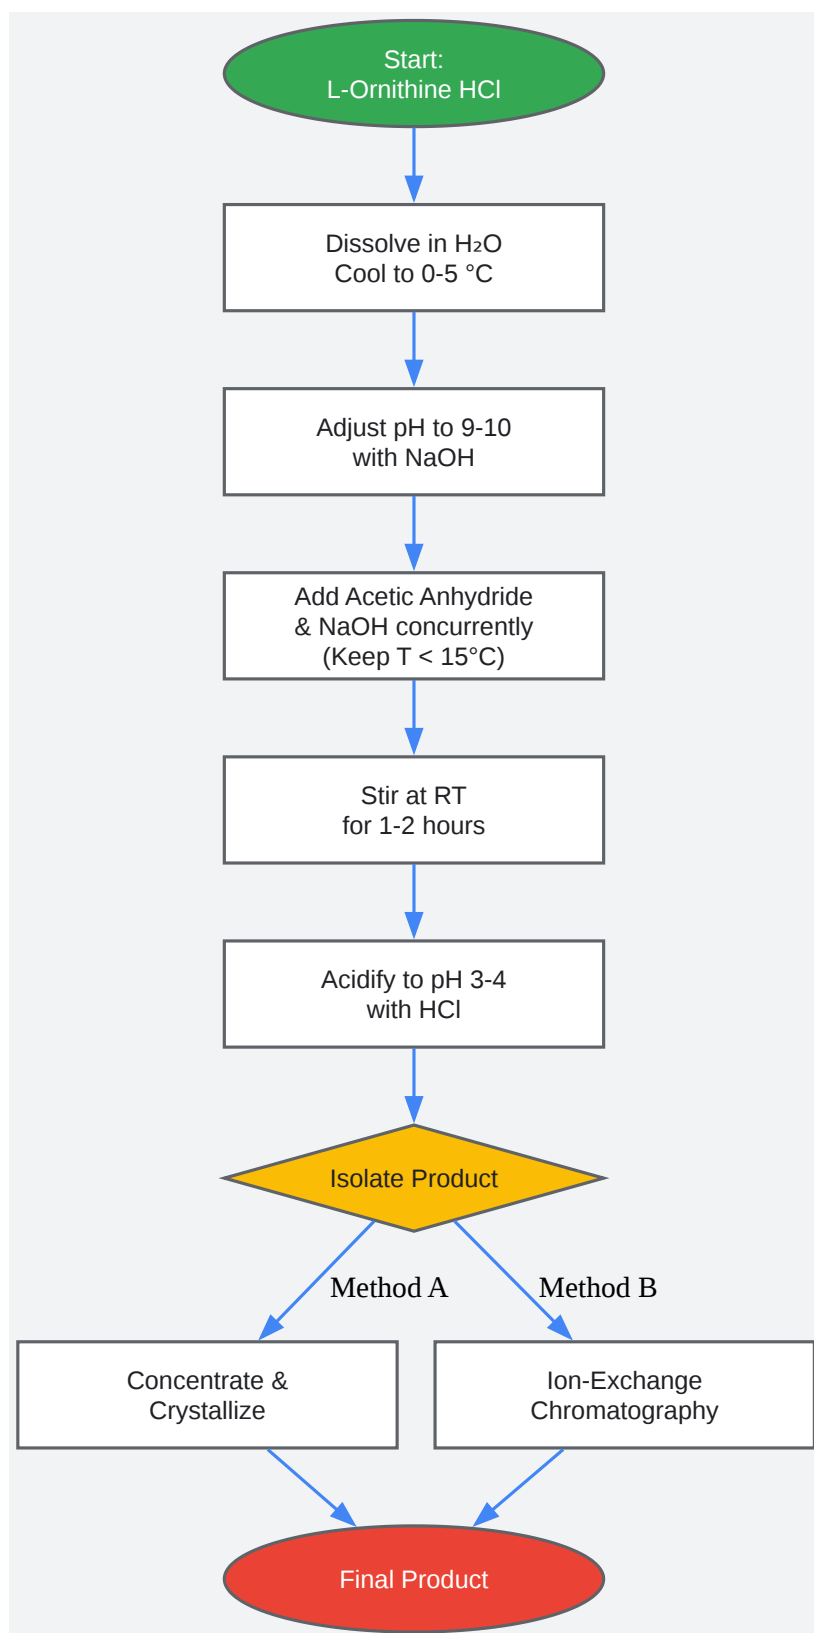 Start:
L-Ornithine HCl
Dissolve in H₂O
Cool to 0-5 °C
Adjust pH to 9-10
with NaOH
Add Acetic Anhydride
& NaOH concurrently
(Keep T < 15°C)
Stir at RT
for 1-2 hours
Acidify to pH 3-4
with HCl
Isolate Product
Method A
Method B
Concentrate &
Crystallize
Ion-Exchange
Chromatography
Final Product